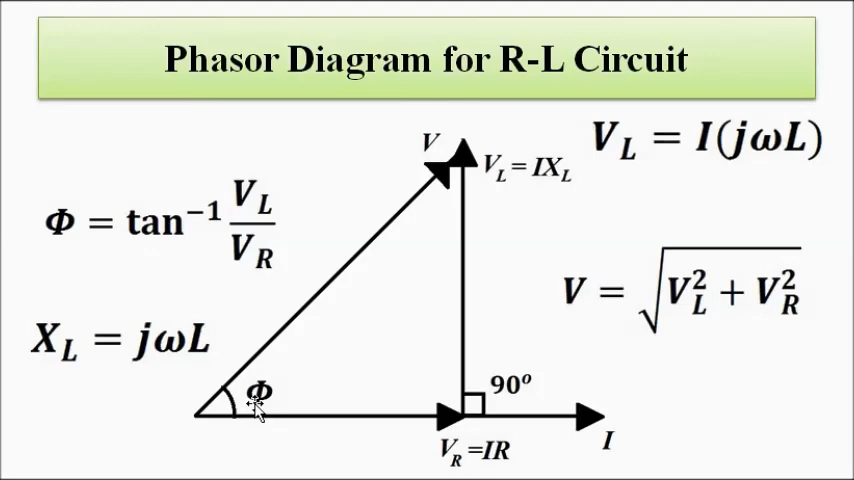 Phasor Diagram for R-L Circuit
V
V_L = IX_L
V_L = I(jωL)
Φ = tan⁻¹ V_L / V_R
V = √(V_L² + V_R²)
X_L = jωL
Φ
90°
V_R =IR
I